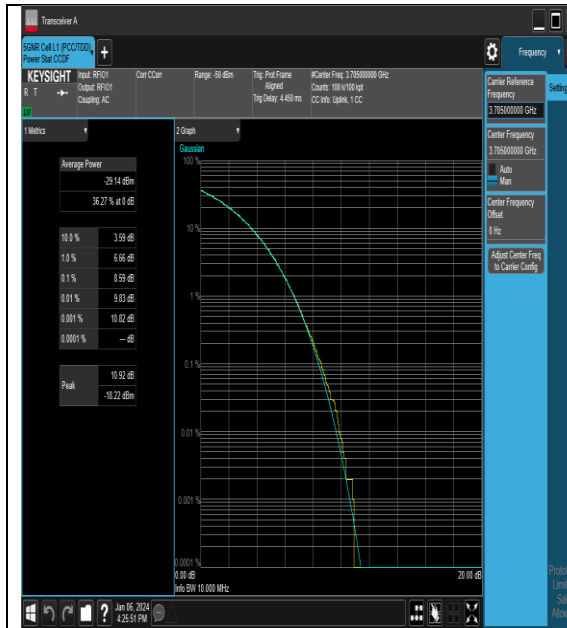 Transceiver A
5GNR Cell L1 (PCC/TDD),
Power Stat CCDF
Frequency
KEYSIGHT
R T
Input: RFIO1
Output: RFIO1
Coupling: AC
Corr CCorr
Range: -50 dBm
Trig: Prot Frame
Aligned
Trig Delay: 4.450 ms
#Center Freq: 3.705000000 GHz
Counts: 100 k/100 kpt
CC Info: Uplink, 1 CC
1 Metrics
2 Graph
Gaussian
Average Power
-29.14 dBm
36.27 % at 0 dB
10.0 % 3.59 dB
1.0 % 6.66 dB
0.1 % 8.59 dB
0.01 % 9.83 dB
0.001 % 10.82 dB
0.0001 % --- dB
Peak
10.92 dB
-18.22 dBm
100 %
10 %
1 %
0.1 %
0.01 %
0.001 %
0.0001 %
0.00 dB
20.00 dB
Info BW 10.000 MHz
Carrier Reference
Frequency
3.705000000 GHz
Setting
Center Frequency
3.705000000 GHz
Auto
Man
Center Frequency
Offset
0 Hz
Adjust Center Freq
to Carrier Config
Jan 06, 2024
4:25:51 PM